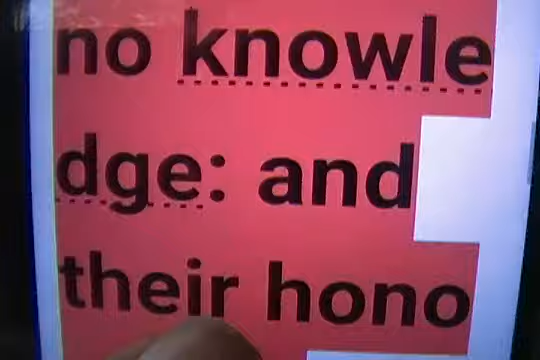 no knowle
dge: and
their hono